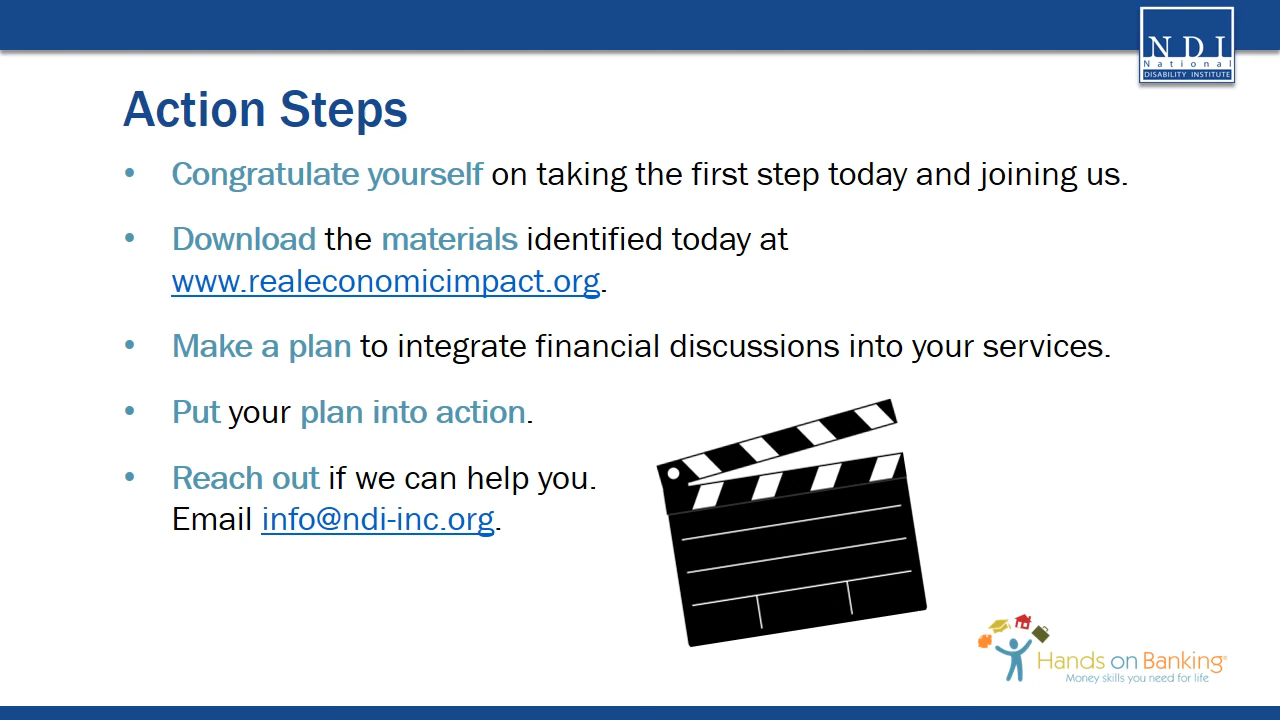 NDI
National
DISABILITY INSTITUTE
Action Steps
• Congratulate yourself on taking the first step today and joining us.
• Download the materials identified today at
www.realeconomicimpact.org.
• Make a plan to integrate financial discussions into your services.
• Put your plan into action.
• Reach out if we can help you.
Email info@ndi-inc.org.
Hands on Banking®
Money skills you need for life